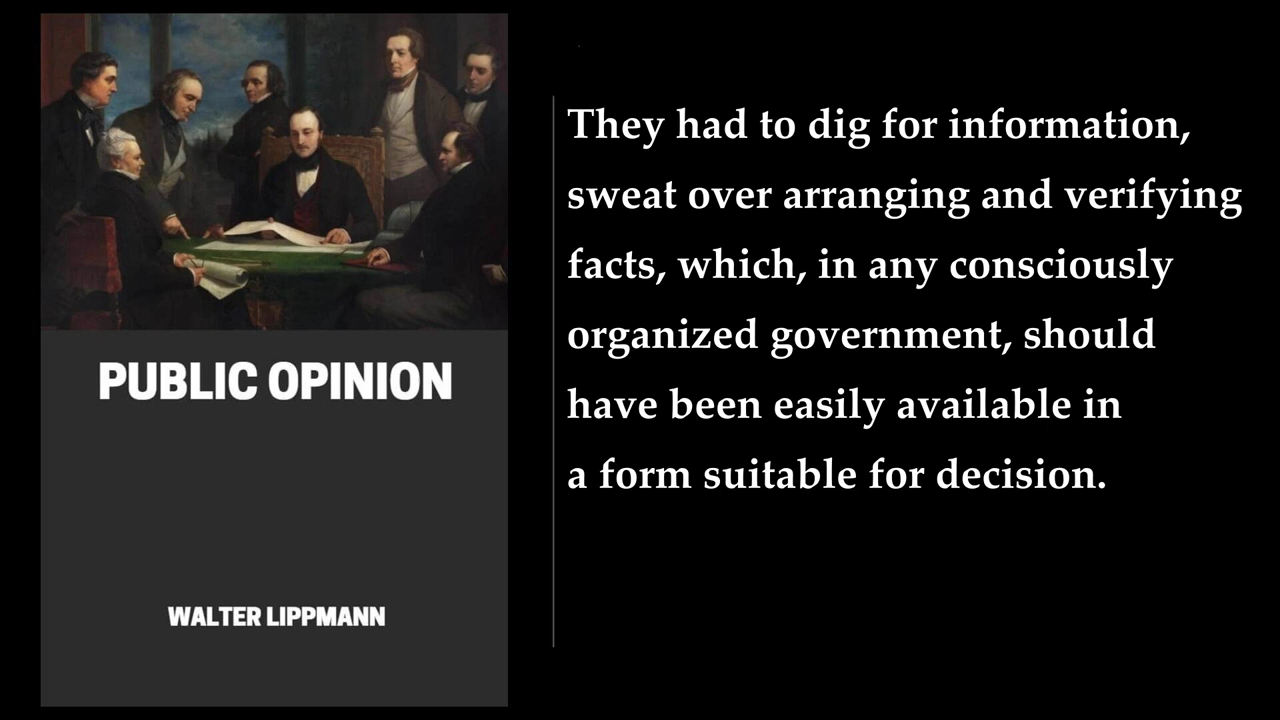 PUBLIC OPINION
WALTER LIPPMANN
They had to dig for information,
sweat over arranging and verifying
facts, which, in any consciously
organized government, should
have been easily available in
a form suitable for decision.